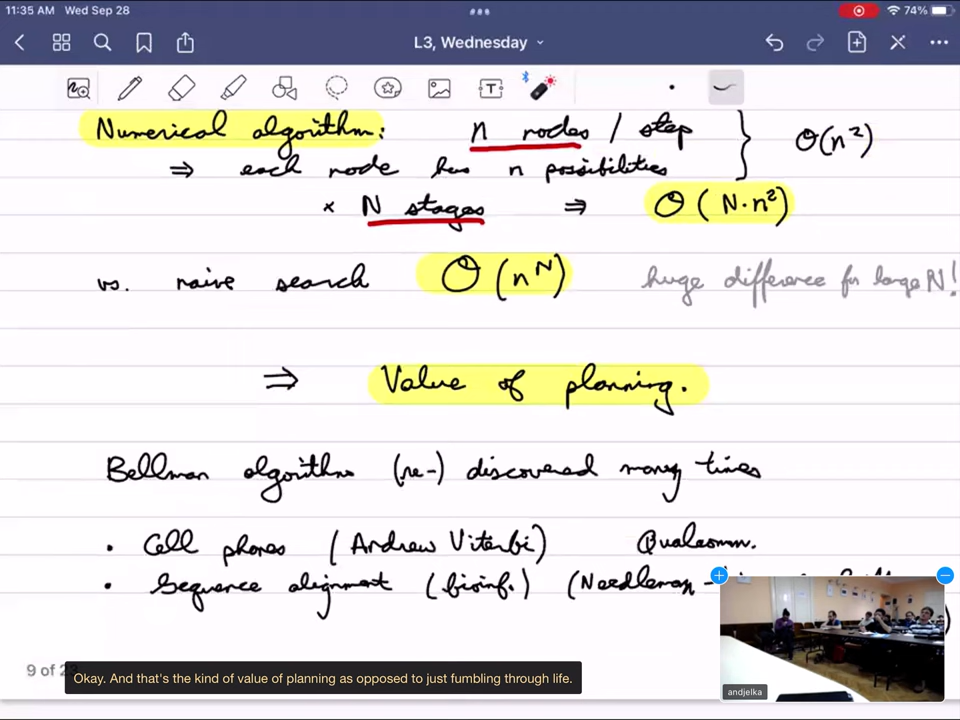 11:35 AM Wed Sep 28
74%
L3, Wednesday
Numerical algorithm: n nodes / step } O(n²)
⇒ each node has n possibilities
× N stages ⇒ O(N·n²)
vs. naive search O(n^N) huge difference for large N!
⇒ Value of planning.
Bellman algorithm (re-) discovered many times
• Cell phones (Andrew Viterbi) Qualcomm.
• Sequence alignment (bioinf.) (Needleman-
9 of
Okay. And that's the kind of value of planning as opposed to just fumbling through life.
andjelka